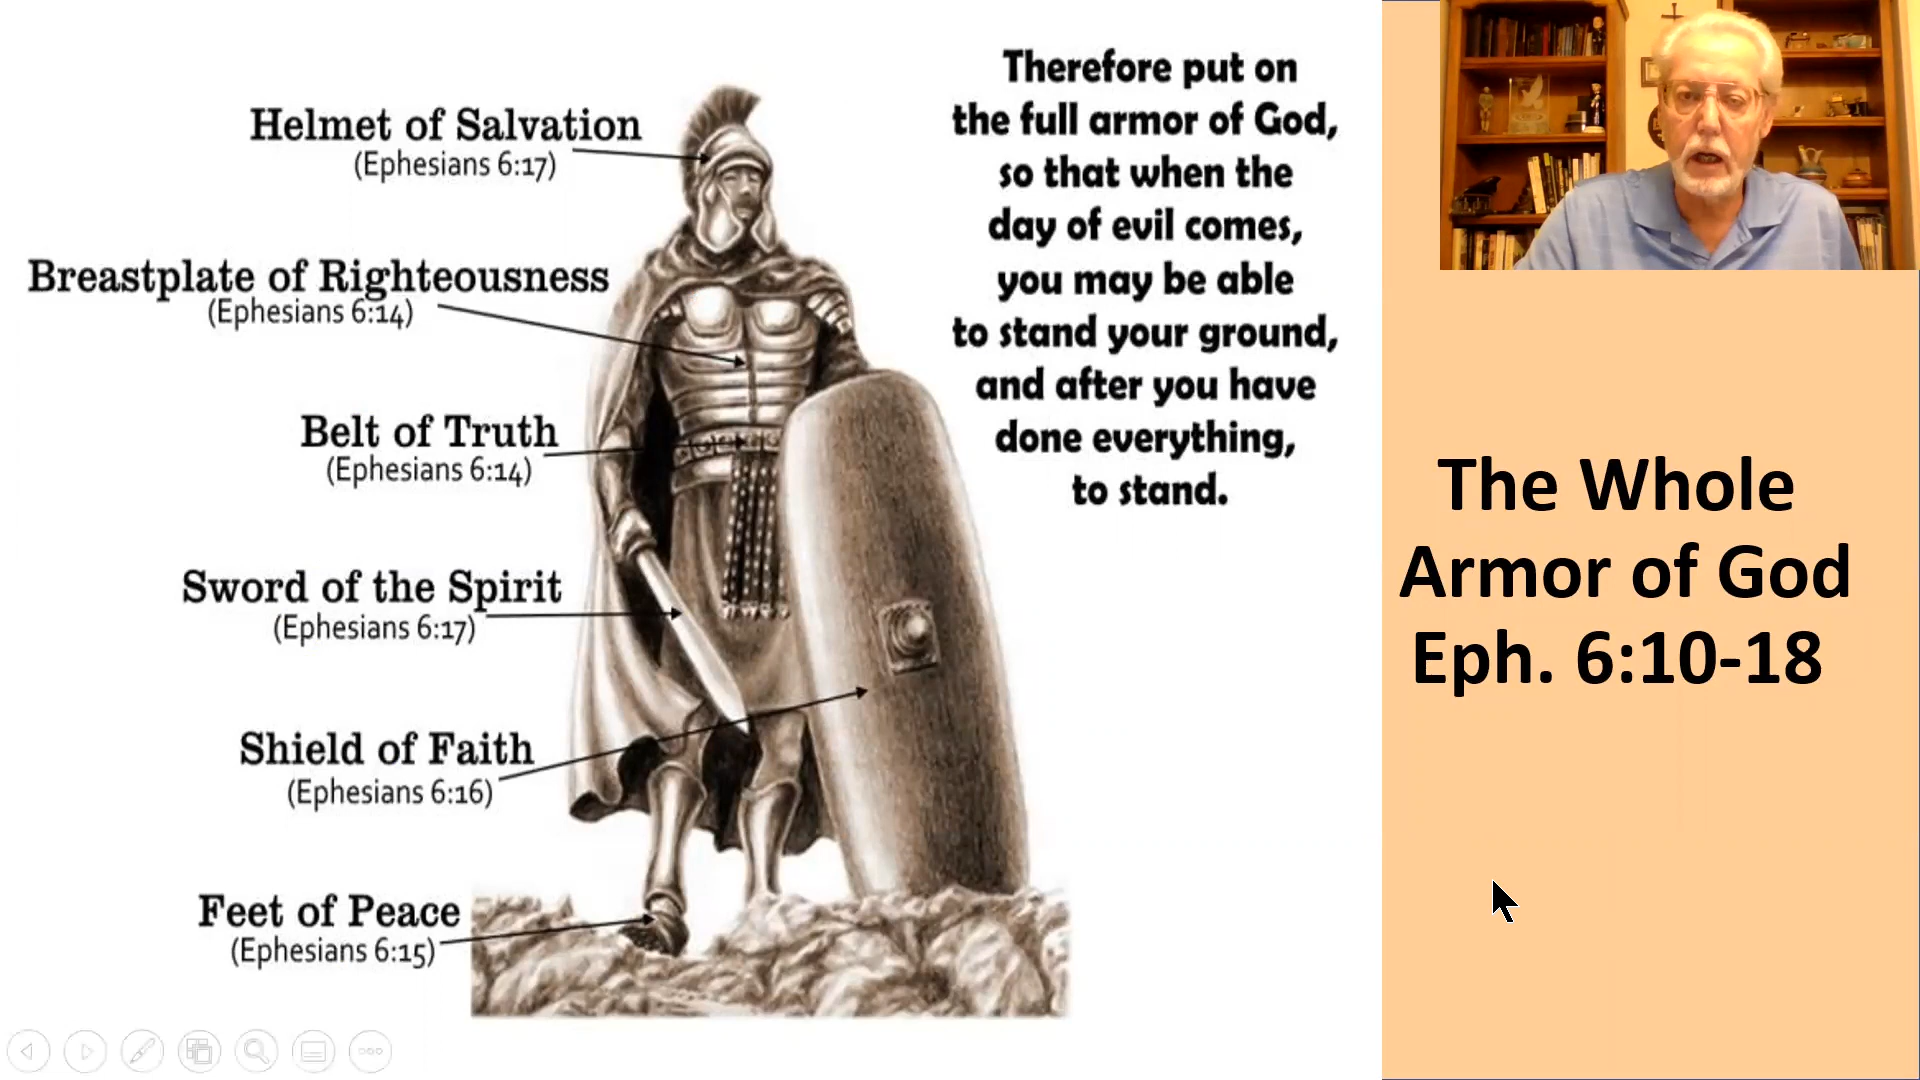 Helmet of Salvation
(Ephesians 6:17)
Breastplate of Righteousness
(Ephesians 6:14)
Belt of Truth
(Ephesians 6:14)
Sword of the Spirit
(Ephesians 6:17)
Shield of Faith
(Ephesians 6:16)
Feet of Peace
(Ephesians 6:15)
Therefore put on
the full armor of God,
so that when the
day of evil comes,
you may be able
to stand your ground,
and after you have
done everything,
to stand.
The Whole
Armor of God
Eph. 6:10-18